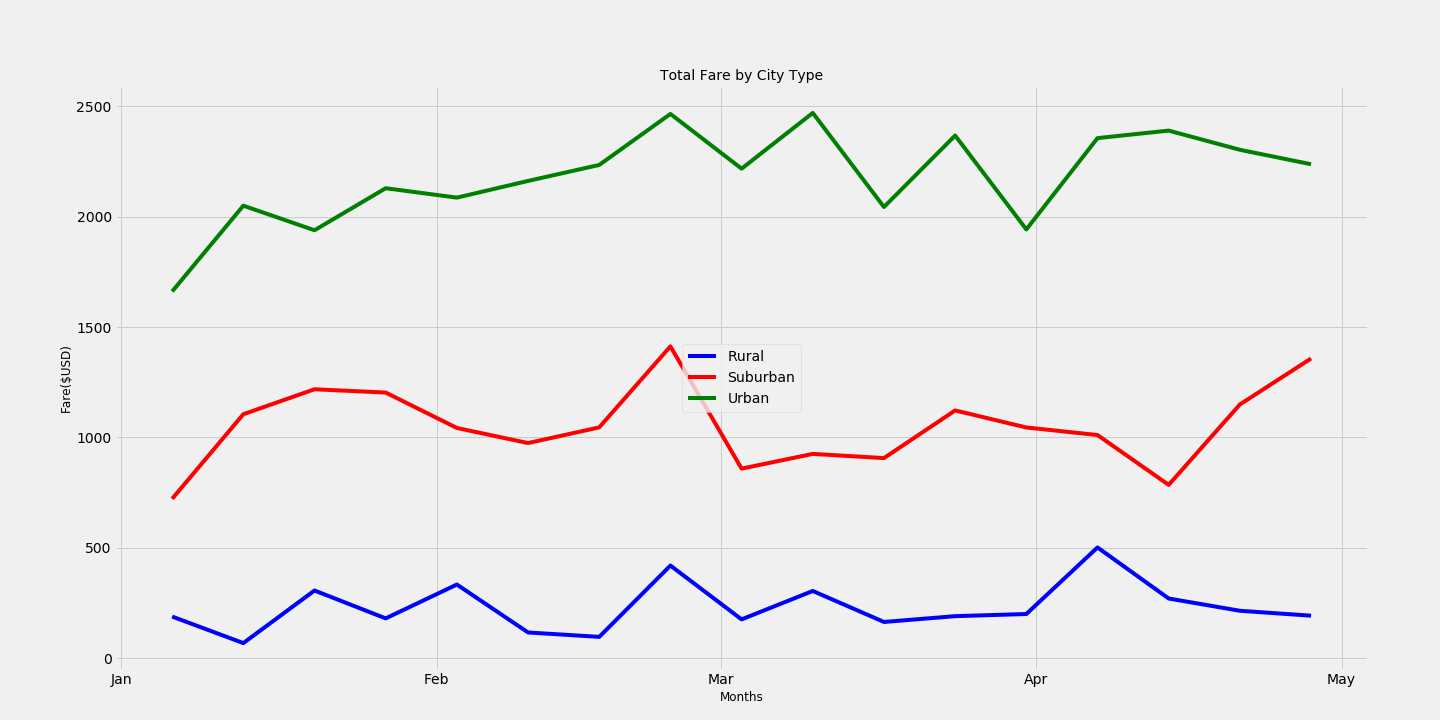 Total Fare by City Type
2500
2000
1500
1000
500
0
Fare($USD)
Rural
Suburban
Urban
Jan Feb Mar Apr May
Months